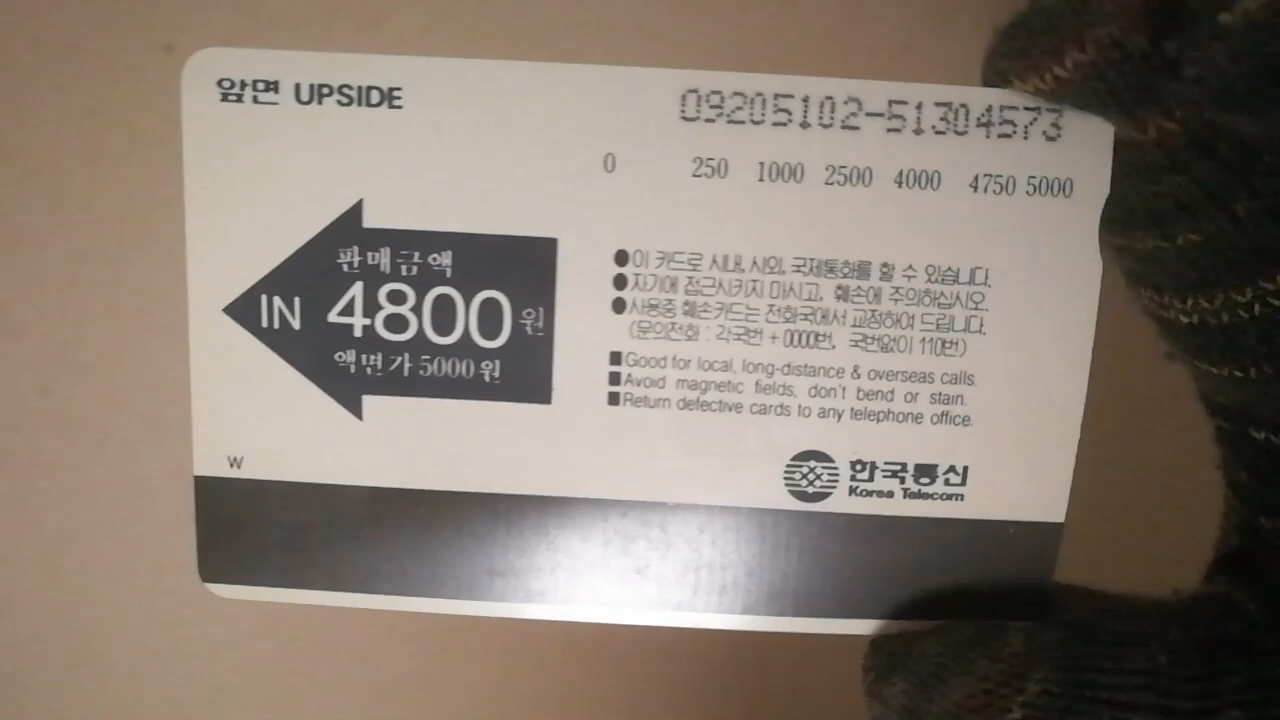 앞면 UPSIDE
09205102-51304573
0 250 1000 2500 4000 4750 5000
판매금액
IN 4800원
액면가 5000원
●이 카드로 시내, 시외, 국제통화를 할 수 있습니다.
●자기에 접근시키지 마시고, 훼손에 주의하십시오.
●사용중 훼손카드는 전화국에서 교정하여 드립니다.
(문의전화 : 각국번 + 0000번, 국번없이 110번)
■Good for local, long-distance & overseas calls.
■Avoid magnetic fields, don't bend or stain.
■Return defective cards to any telephone office.
W
한국통신
Korea Telecom